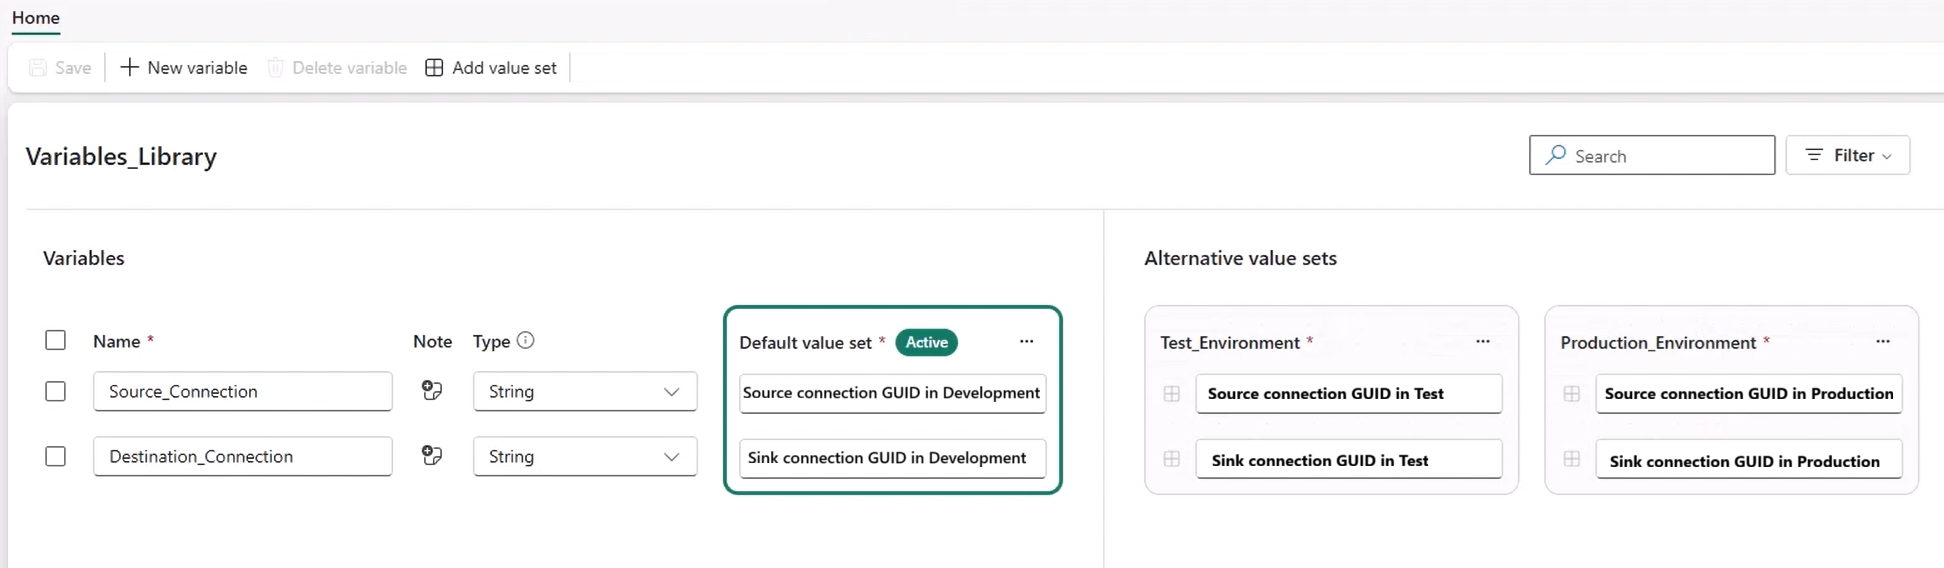 Home
Save New variable Delete variable Add value set
Variables_Library
Search Filter
Variables
Alternative value sets
Name * Note Type Default value set * Active ...
Test_Environment * ...
Production_Environment * ...
Source_Connection String Source connection GUID in Development Source connection GUID in Test Source connection GUID in Production
Destination_Connection String Sink connection GUID in Development Sink connection GUID in Test Sink connection GUID in Production